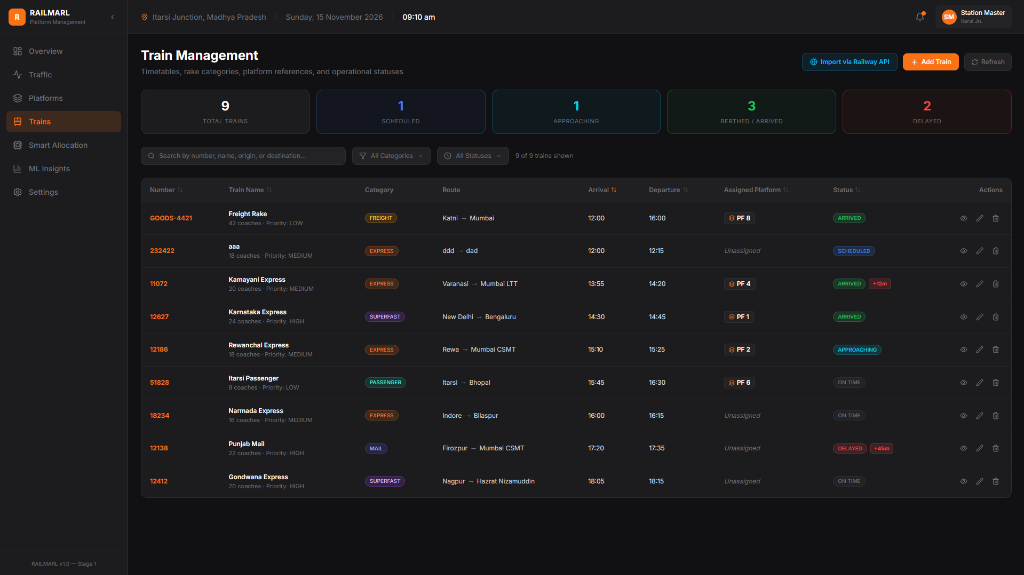 R RAILMARL
Platform Management
Itarsi Junction, Madhya Pradesh Sunday, 15 November 2026 09:10 am
SM Station Master
Itarsi Jn.
Overview
Traffic
Platforms
Trains
Smart Allocation
ML Insights
Settings
RAILMARL v1.0 — Stage 1
Train Management
Timetables, rake categories, platform references, and operational statuses
Import via Railway API + Add Train Refresh
9 TOTAL TRAINS
1 SCHEDULED
1 APPROACHING
3 BERTHED / ARRIVED
2 DELAYED
Search by number, name, origin, or destination... All Categories All Statuses 9 of 9 trains shown
Number Train Name Category Route Arrival Departure Assigned Platform Status Actions
GOODS-4421 Freight Rake FREIGHT Katni → Mumbai 12:00 16:00 PF 8 ARRIVED
42 coaches · Priority: LOW
232422 aaa EXPRESS ddd → dad 12:00 12:15 Unassigned SCHEDULED
18 coaches · Priority: MEDIUM
11072 Kamayani Express EXPRESS Varanasi → Mumbai LTT 13:55 14:20 PF 4 ARRIVED
20 coaches · Priority: MEDIUM
12627 Karnataka Express SUPERFAST New Delhi → Bengaluru 14:30 14:45 PF 1 ARRIVED
24 coaches · Priority: HIGH
12186 Rewanchal Express EXPRESS Rewa → Mumbai CSMT 15:10 15:25 PF 2 APPROACHING
18 coaches · Priority: MEDIUM
51828 Itarsi Passenger PASSENGER Itarsi → Bhopal 15:45 16:30 PF 6 ON TIME
Priority: LOW
18234 Narmada Express EXPRESS Indore → Bilaspur 16:00 16:15 Unassigned ON TIME
16 coaches · Priority: MEDIUM
12138 Punjab Mail MAIL Firozpur → Mumbai CSMT 17:20 17:35 Unassigned DELAYED +45m
22 coaches · Priority: HIGH
12412 Gondwana Express SUPERFAST Nagpur → Hazrat Nizamuddin 18:05 18:15 Unassigned ON TIME
20 coaches · Priority: HIGH